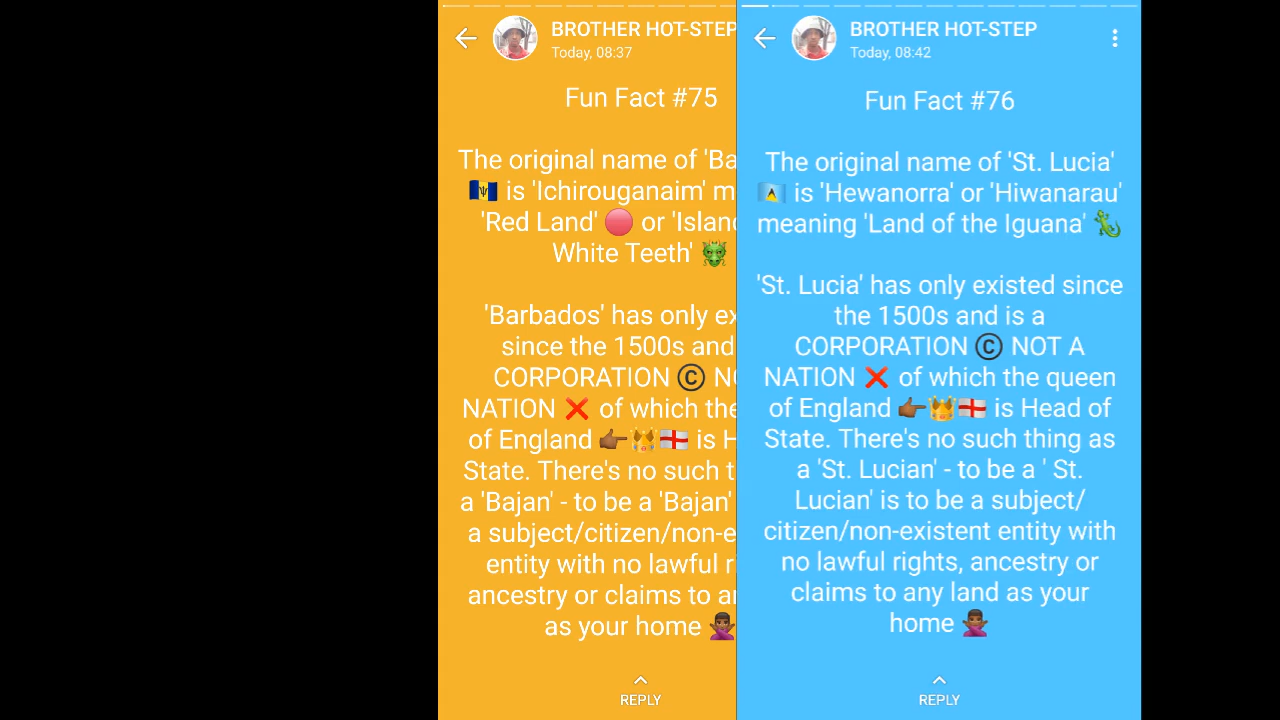 BROTHER HOT-STEP
Today, 08:37
Fun Fact #75
The original name of 'Ba
is 'Ichirouganaim' m
'Red Land' 🔴 or 'Islan
White Teeth' 🐲
'Barbados' has only ex
since the 1500s and
CORPORATION © NO
NATION ❌ of which the
of England 👉🏾👑🏴󠁧󠁢󠁥󠁮󠁧󠁿 is H
State. There's no such t
a 'Bajan' - to be a 'Bajan'
a subject/citizen/non-e
entity with no lawful r
ancestry or claims to a
as your home 🙅🏾
REPLY
BROTHER HOT-STEP
Today, 08:42
Fun Fact #76
The original name of 'St. Lucia'
🇱🇨 is 'Hewanorra' or 'Hiwanarau'
meaning 'Land of the Iguana' 🦎
'St. Lucia' has only existed since
the 1500s and is a
CORPORATION © NOT A
NATION ❌ of which the queen
of England 👉🏾👑🏴󠁧󠁢󠁥󠁮󠁧󠁿 is Head of
State. There's no such thing as
a 'St. Lucian' - to be a ' St.
Lucian' is to be a subject/
citizen/non-existent entity with
no lawful rights, ancestry or
claims to any land as your
home 🙅🏾
REPLY